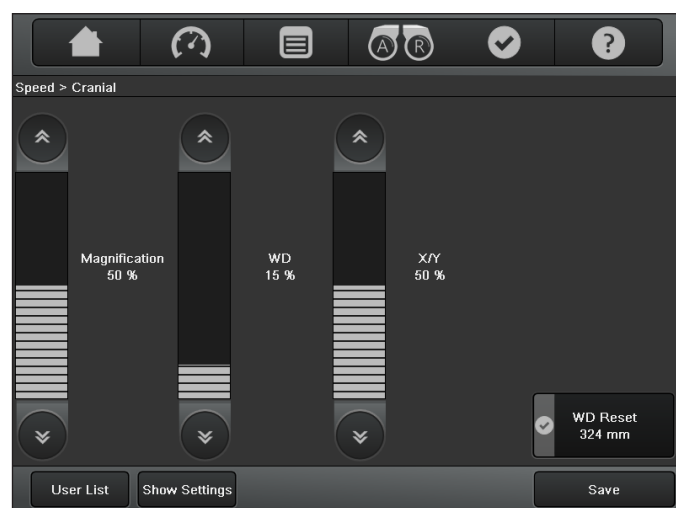 A R ?
Speed > Cranial
Magnification
50 %
WD
15 %
X/Y
50 %
WD Reset
324 mm
User List
Show Settings
Save